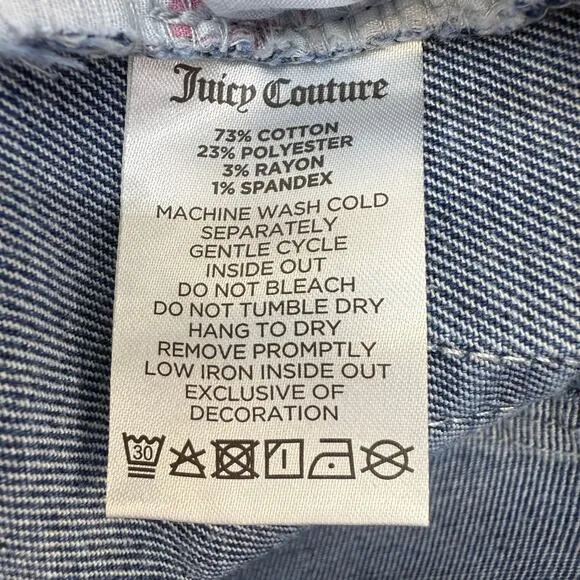 Juicy Couture
73% COTTON
23% POLYESTER
3% RAYON
1% SPANDEX
MACHINE WASH COLD
SEPARATELY
GENTLE CYCLE
INSIDE OUT
DO NOT BLEACH
DO NOT TUMBLE DRY
HANG TO DRY
REMOVE PROMPTLY
LOW IRON INSIDE OUT
EXCLUSIVE OF
DECORATION
30